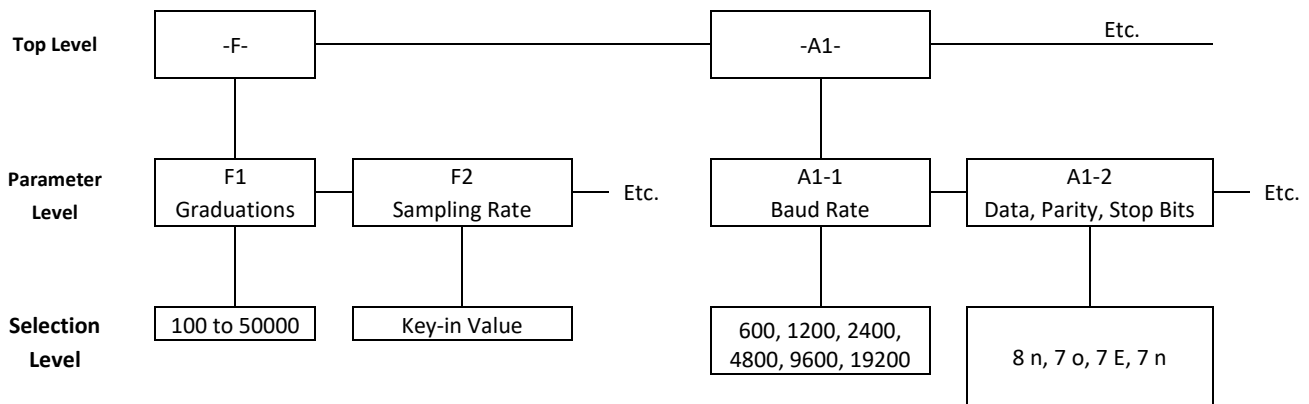 Top Level
-F-
-A1-
Etc.
Parameter
Level
F1
Graduations
F2
Sampling Rate
Etc.
A1-1
Baud Rate
A1-2
Data, Parity, Stop Bits
Etc.
Selection
Level
100 to 50000
Key-in Value
600, 1200, 2400,
4800, 9600, 19200
8 n, 7 o, 7 E, 7 n